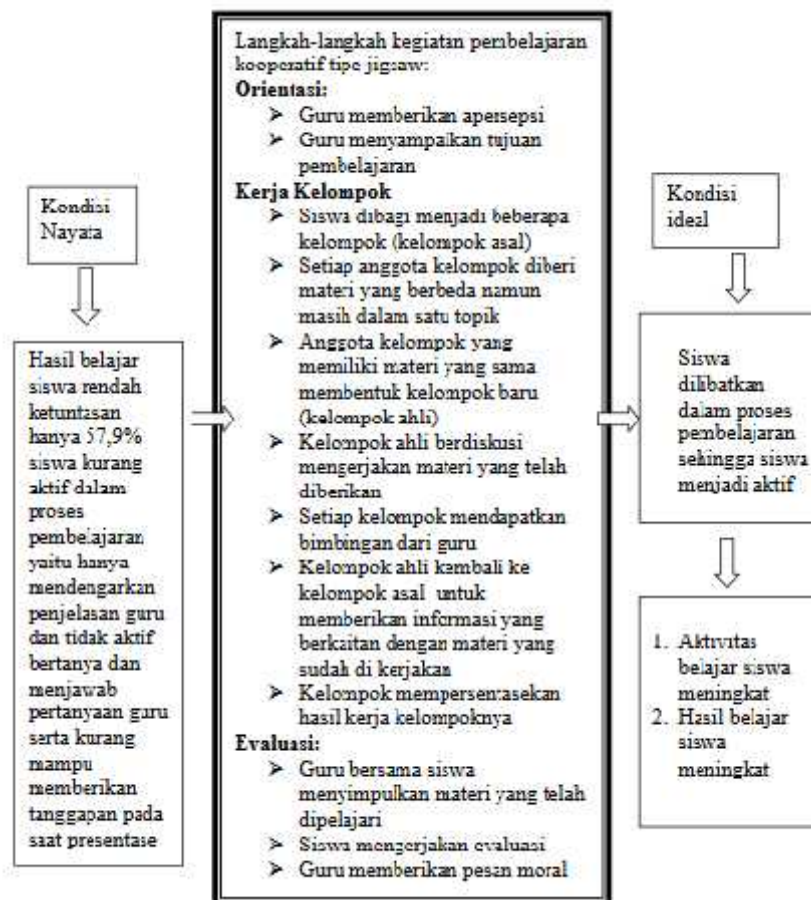 Kondisi
Nayata
Hasil belajar
siswa rendah
ketuntasan
hanya 57,9%
siswa kurang
aktif dalam
proses
pembelajaran
yaitu hanya
mendengarkan
penjelasan guru
dan tidak aktif
bertanya dan
menjawab
pertanyaan guru
serta kurang
mampu
memberikan
tanggapan pada
saat presentase
Langkah-langkah kegiatan pembelajaran
kooperatif tipe jigsaw:
Orientasi:
➤ Guru memberikan apersepsi
➤ Guru menyampaikan tujuan
pembelajaran
Kerja Kelompok
➤ Siswa dibagi menjadi beberapa
kelompok (kelompok asal)
➤ Setiap anggota kelompok diberi
materi yang berbeda namun
masih dalam satu topik
➤ Anggota kelompok yang
memiliki materi yang sama
membentuk kelompok baru
(kelompok ahli)
➤ Kelompok ahli berdiskusi
mengerjakan materi yang telah
diberikan
➤ Setiap kelompok mendapatkan
bimbingan dari guru
➤ Kelompok ahli kembali ke
kelompok asal untuk
memberikan informasi yang
berkaitan dengan materi yang
sudah di kerjakan
➤ Kelompok mempersentasekan
hasil kerja kelompoknya
Evaluasi:
➤ Guru bersama siswa
menyimpulkan materi yang telah
dipelajari
➤ Siswa mengerjakan evaluasi
➤ Guru memberikan pesan moral
Kondisi
ideal
Siswa
dilibatkan
dalam proses
pembelajaran
sehingga siswa
menjadi aktif
1. Aktivitas
belajar siswa
meningkat
2. Hasil belajar
siswa
meningkat